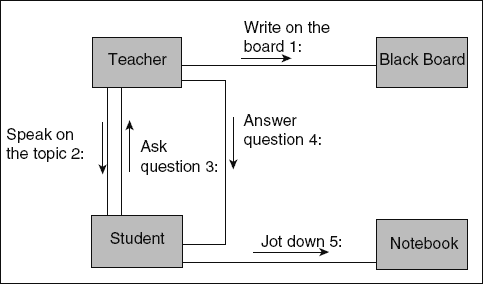 Write on the
board 1:
Teacher
Black Board
Speak on
the topic 2:
Ask
question 3:
Answer
question 4:
Student
Jot down 5:
Notebook